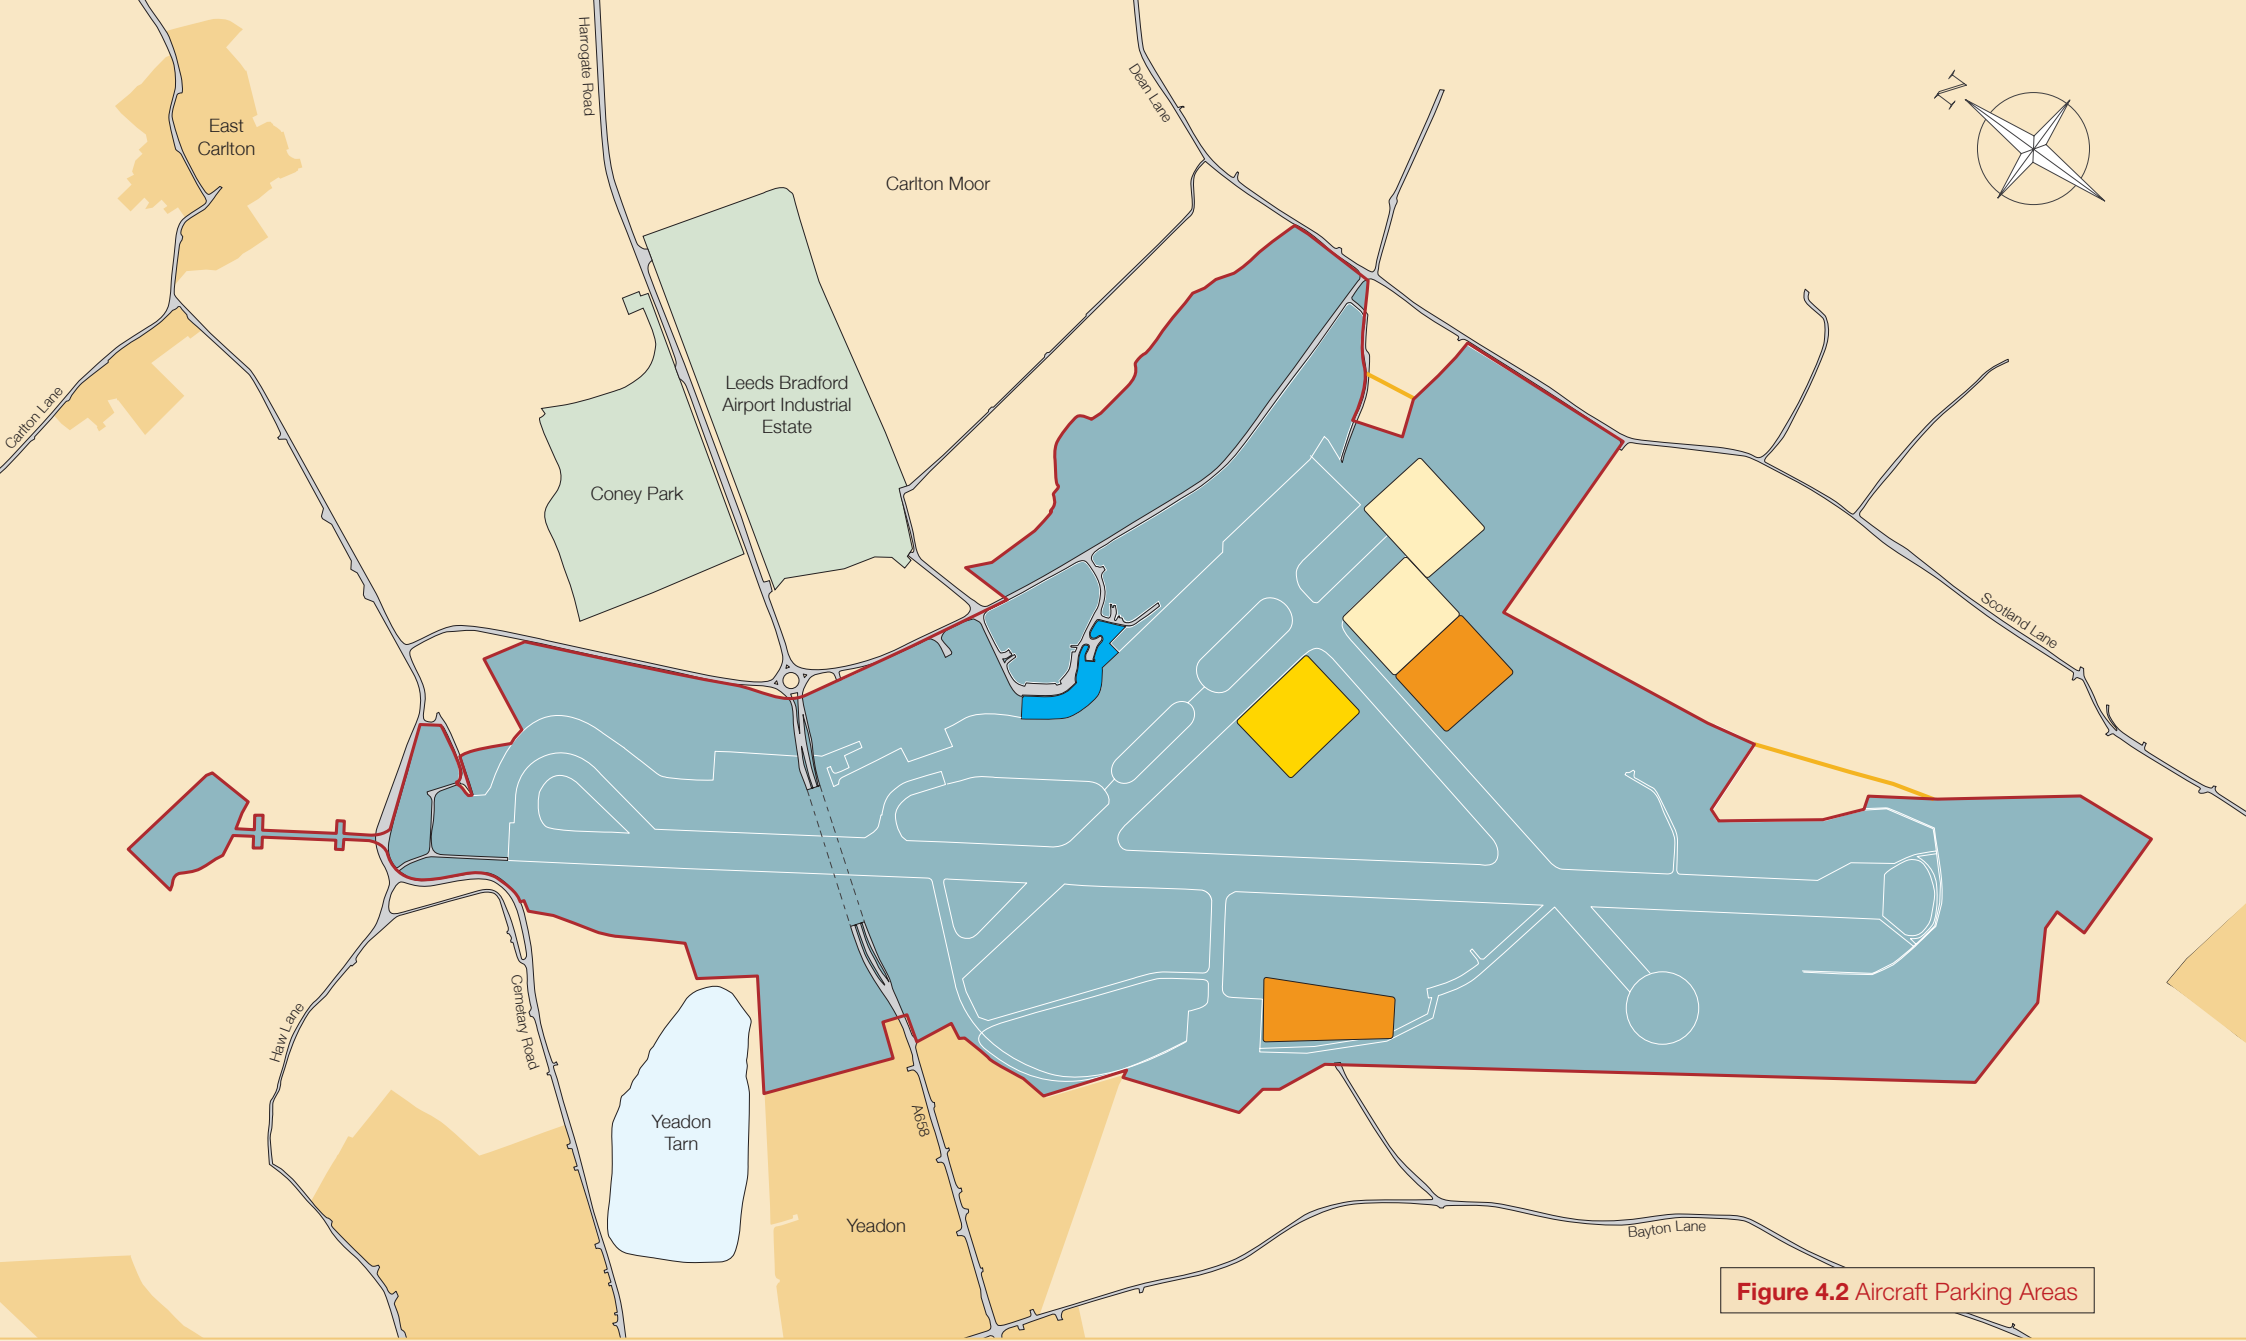 Harrogate Road
Dean Lane
N
East
Carlton
Carlton Moor
Leeds Bradford
Airport Industrial
Estate
Carlton Lane
Coney Park
Scotland Lane
Haw Lane
Cemetary Road
Yeadon
Tarn
A658
Yeadon
Bayton Lane
Figure 4.2 Aircraft Parking Areas